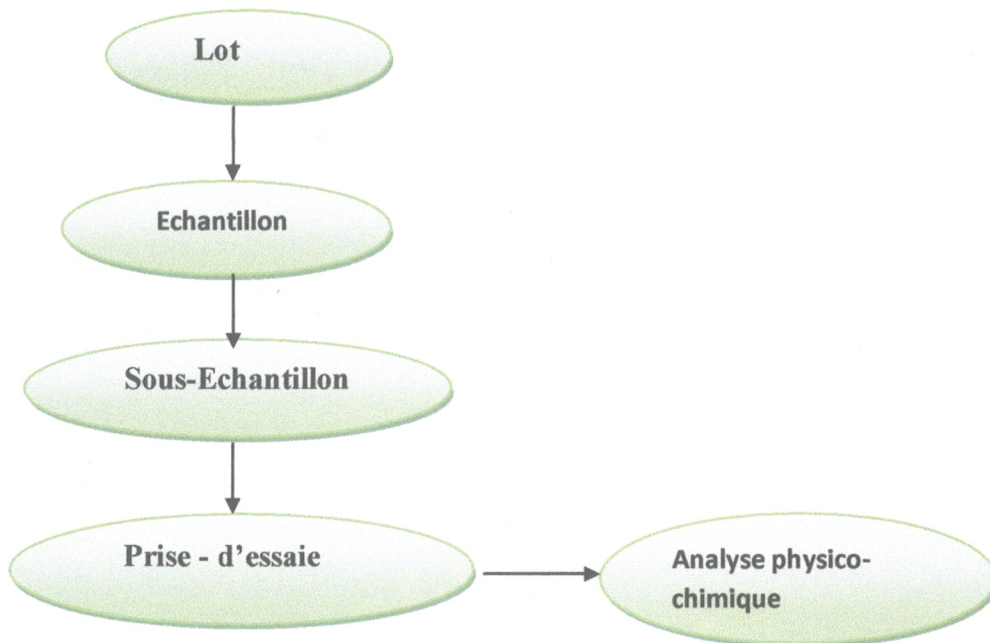 Lot
Echantillon
Sous-Echantillon
Prise - d’essaie
Analyse physico-
chimique